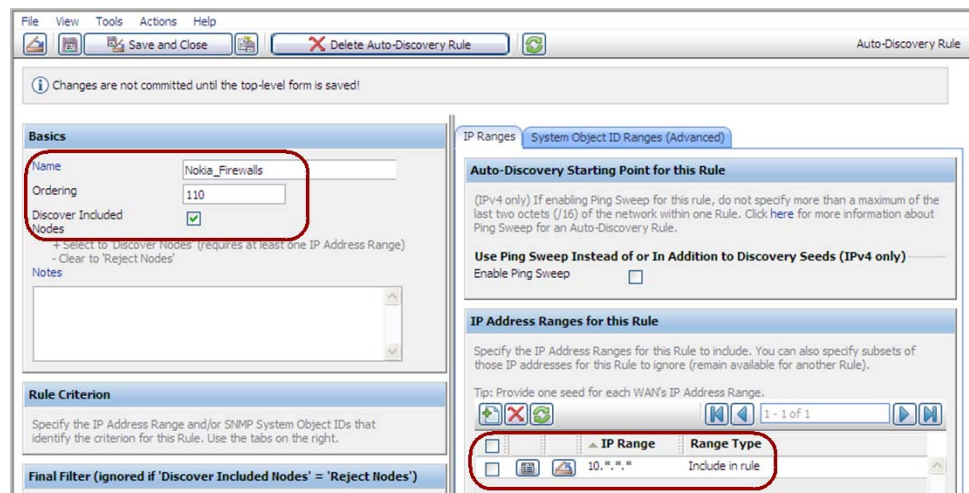 File View Tools Actions Help
Save and Close
Delete Auto-Discovery Rule
Auto-Discovery Rule
Changes are not committed until the top-level form is saved!
Basics
Name
Nokia_Firewalls
Ordering
110
Discover Included
Nodes
+ Select to 'Discover Nodes' (requires at least one IP Address Range)
- Clear to 'Reject Nodes'
Notes
Rule Criterion
Specify the IP Address Range and/or SNMP System Object IDs that
identify the criterion for this Rule. Use the tabs on the right.
Final Filter (ignored if 'Discover Included Nodes' = 'Reject Nodes')
IP Ranges
System Object ID Ranges (Advanced)
Auto-Discovery Starting Point for this Rule
(IPv4 only) If enabling Ping Sweep for this rule, do not specify more than a maximum of the
last two octets (/16) of the network within one Rule. Click here for more information about
Ping Sweep for an Auto-Discovery Rule.
Use Ping Sweep Instead of or In Addition to Discovery Seeds (IPv4 only)
Enable Ping Sweep
IP Address Ranges for this Rule
Specify the IP Address Ranges for this Rule to include. You can also specify subsets of
those IP addresses for this Rule to ignore (remain available for another Rule).
Tip: Provide one seed for each WAN's IP Address Range.
1 - 1 of 1
IP Range Range Type
10.*.*.* Include in rule